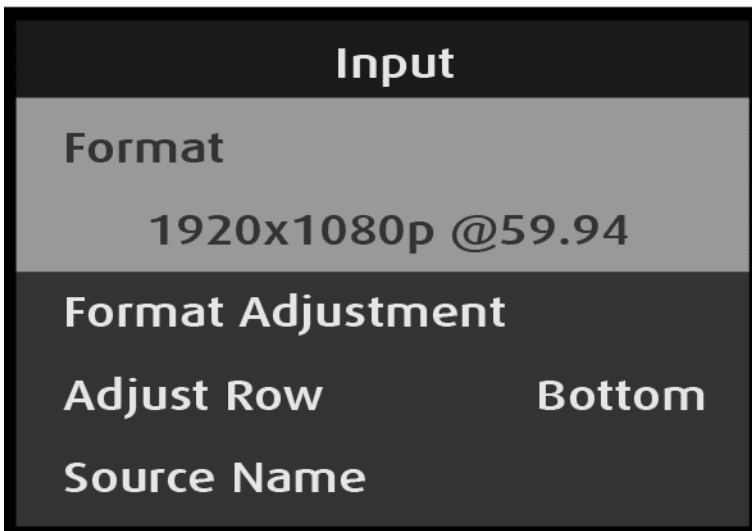 Input
Format
1920x1080p @59.94
Format Adjustment
Adjust Row Bottom
Source Name